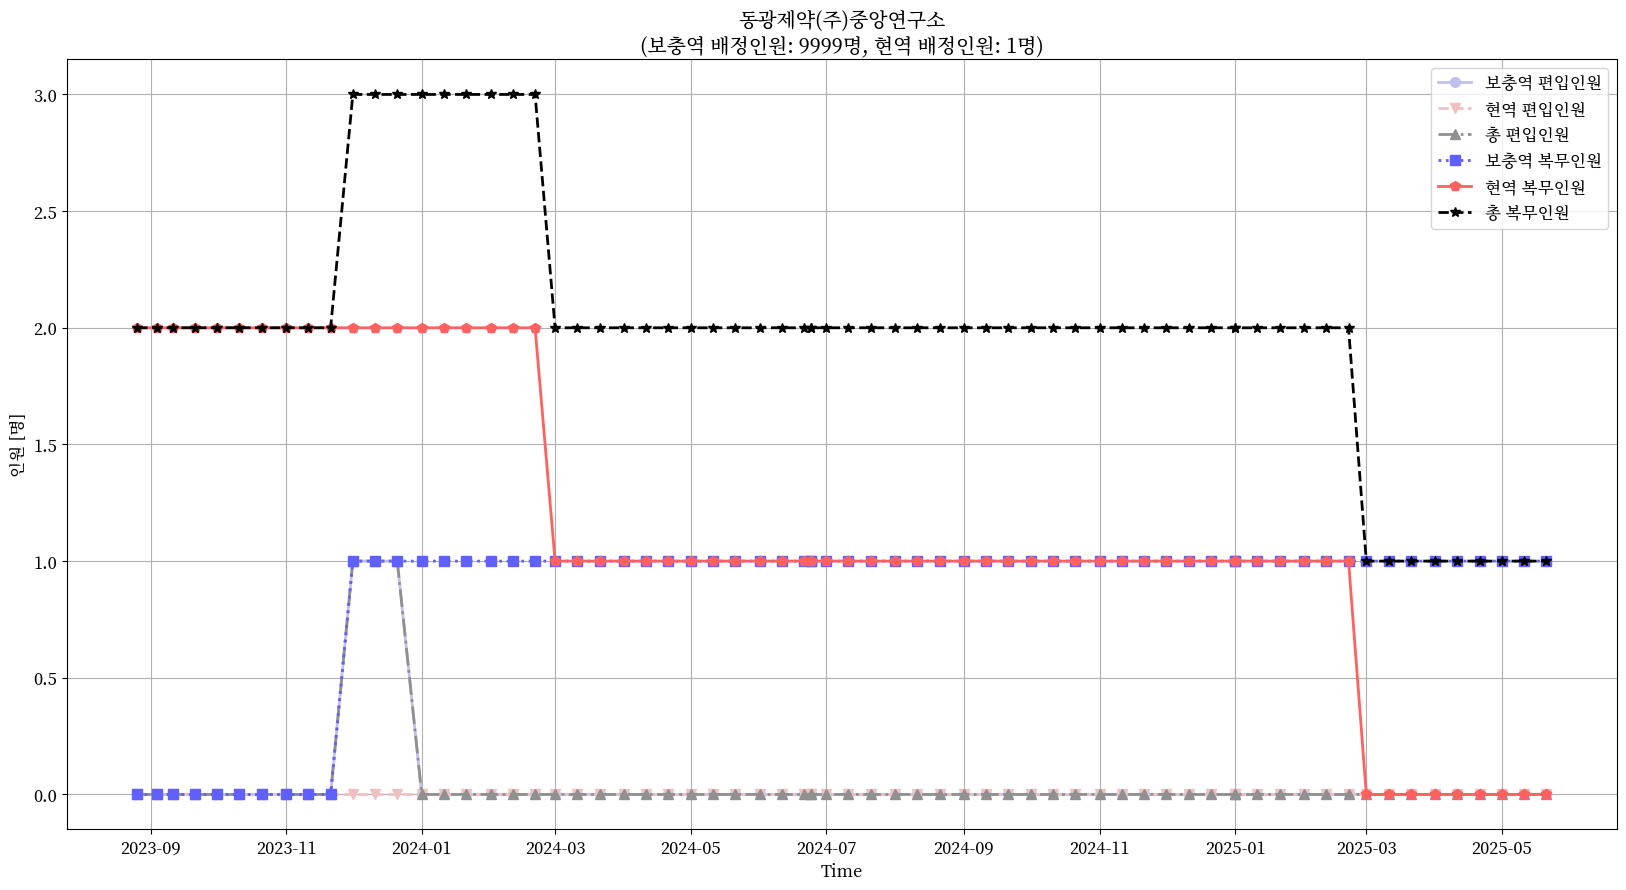 동광제약(주)중앙연구소
(보충역 배정인원: 9999명, 현역 배정인원: 1명)
보충역 편입인원
현역 편입인원
총 편입인원
보충역 복무인원
현역 복무인원
총 복무인원
인원 [명]
3.0
2.5
2.0
1.5
1.0
0.5
0.0
2023-09 2023-11 2024-01 2024-03 2024-05 2024-07 2024-09 2024-11 2025-01 2025-03 2025-05
Time